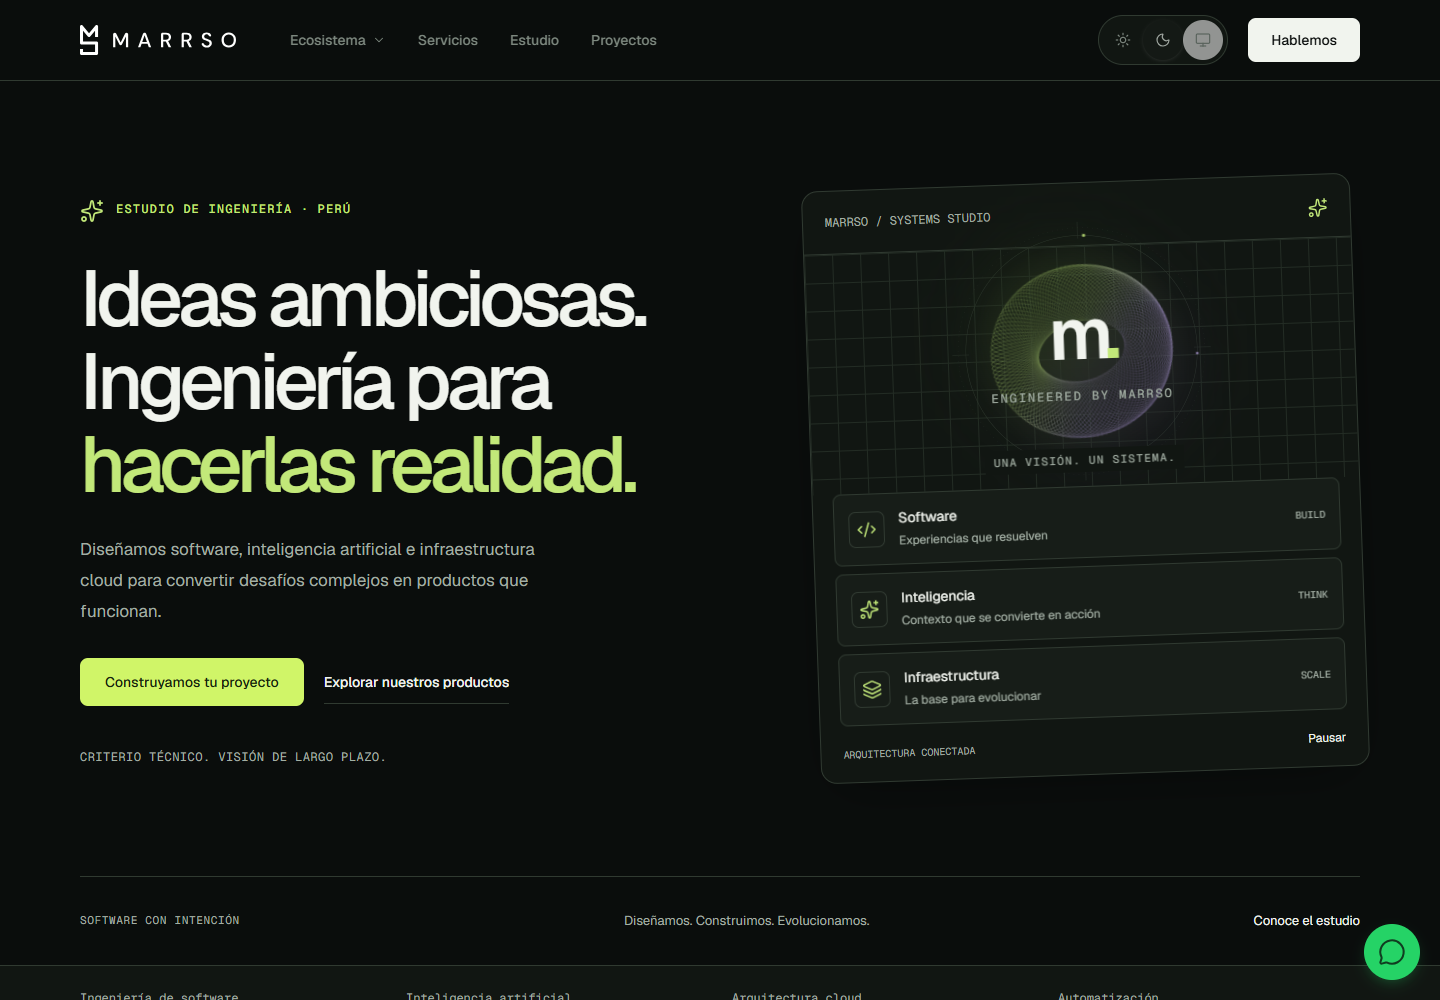 MARRSO
Ecosistema
Servicios
Estudio
Proyectos
Hablemos
ESTUDIO DE INGENIERÍA · PERÚ
Ideas ambiciosas.
Ingeniería para
hacerlas realidad.
Diseñamos software, inteligencia artificial e infraestructura
cloud para convertir desafíos complejos en productos que
funcionan.
Construyamos tu proyecto
Explorar nuestros productos
CRITERIO TÉCNICO. VISIÓN DE LARGO PLAZO.
MARRSO / SYSTEMS STUDIO
m.
ENGINEERED BY MARRSO
UNA VISIÓN. UN SISTEMA.
Software
Experiencias que resuelven
BUILD
Inteligencia
Contexto que se convierte en acción
THINK
Infraestructura
La base para evolucionar
SCALE
ARQUITECTURA CONECTADA
Pausar
SOFTWARE CON INTENCIÓN
Diseñamos. Construimos. Evolucionamos.
Conoce el estudio
Ingeniería de software
Inteligencia artificial
Arquitectura cloud
Automatización